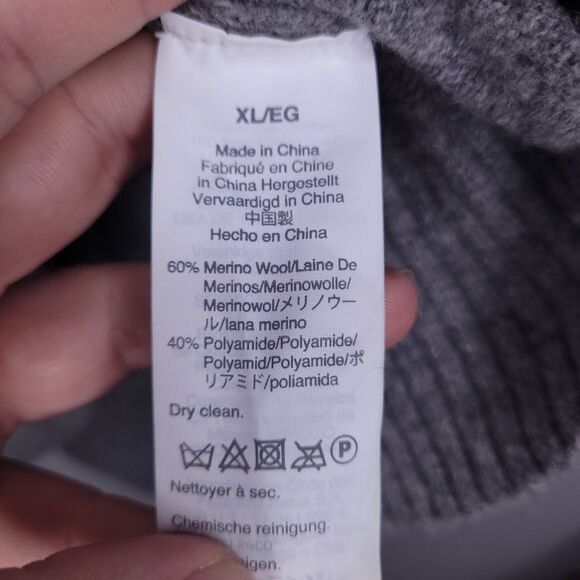 XL/EG
Made in China
Fabriqué en Chine
in China Hergestellt
Vervaardigd in China
中国製
Hecho en China
60% Merino Wool/Laine De
Merinos/Merinowolle/
Merinowol/メリノウー
ル/lana merino
40% Polyamide/Polyamide/
Polyamid/Polyamide/ポ
リアミド/poliamida
Dry clean.
P
Nettoyer à sec.
Chemische reinigung.